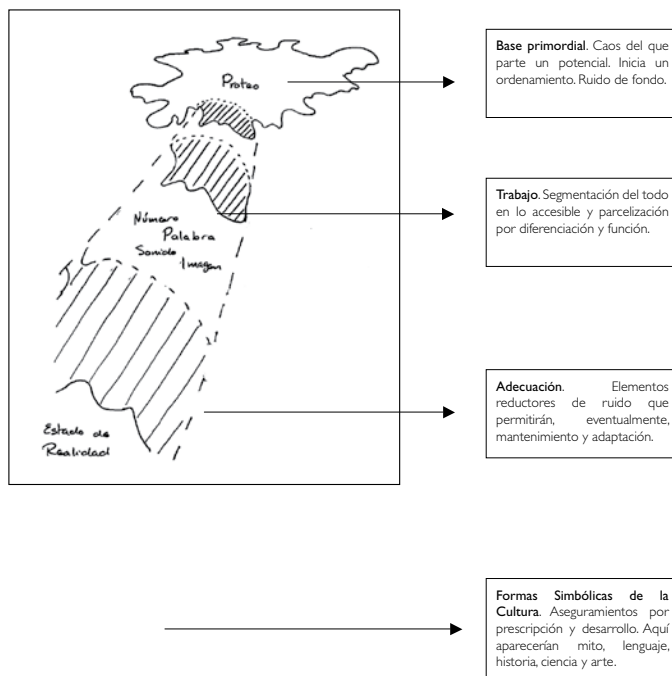 Proteo
Número
Palabra
Sonido
Imagen
Estado de
Realidad
Base primordial. Caos del que
parte un potencial. Inicia un
ordenamiento. Ruido de fondo.
Trabajo. Segmentación del todo
en lo accesible y parcelización
por diferenciación y función.
Adecuación. Elementos
reductores de ruido que
permitirán, eventualmente,
mantenimiento y adaptación.
Formas Simbólicas de la
Cultura. Aseguramientos por
prescripción y desarrollo. Aquí
aparecerían mito, lenguaje,
historia, ciencia y arte.